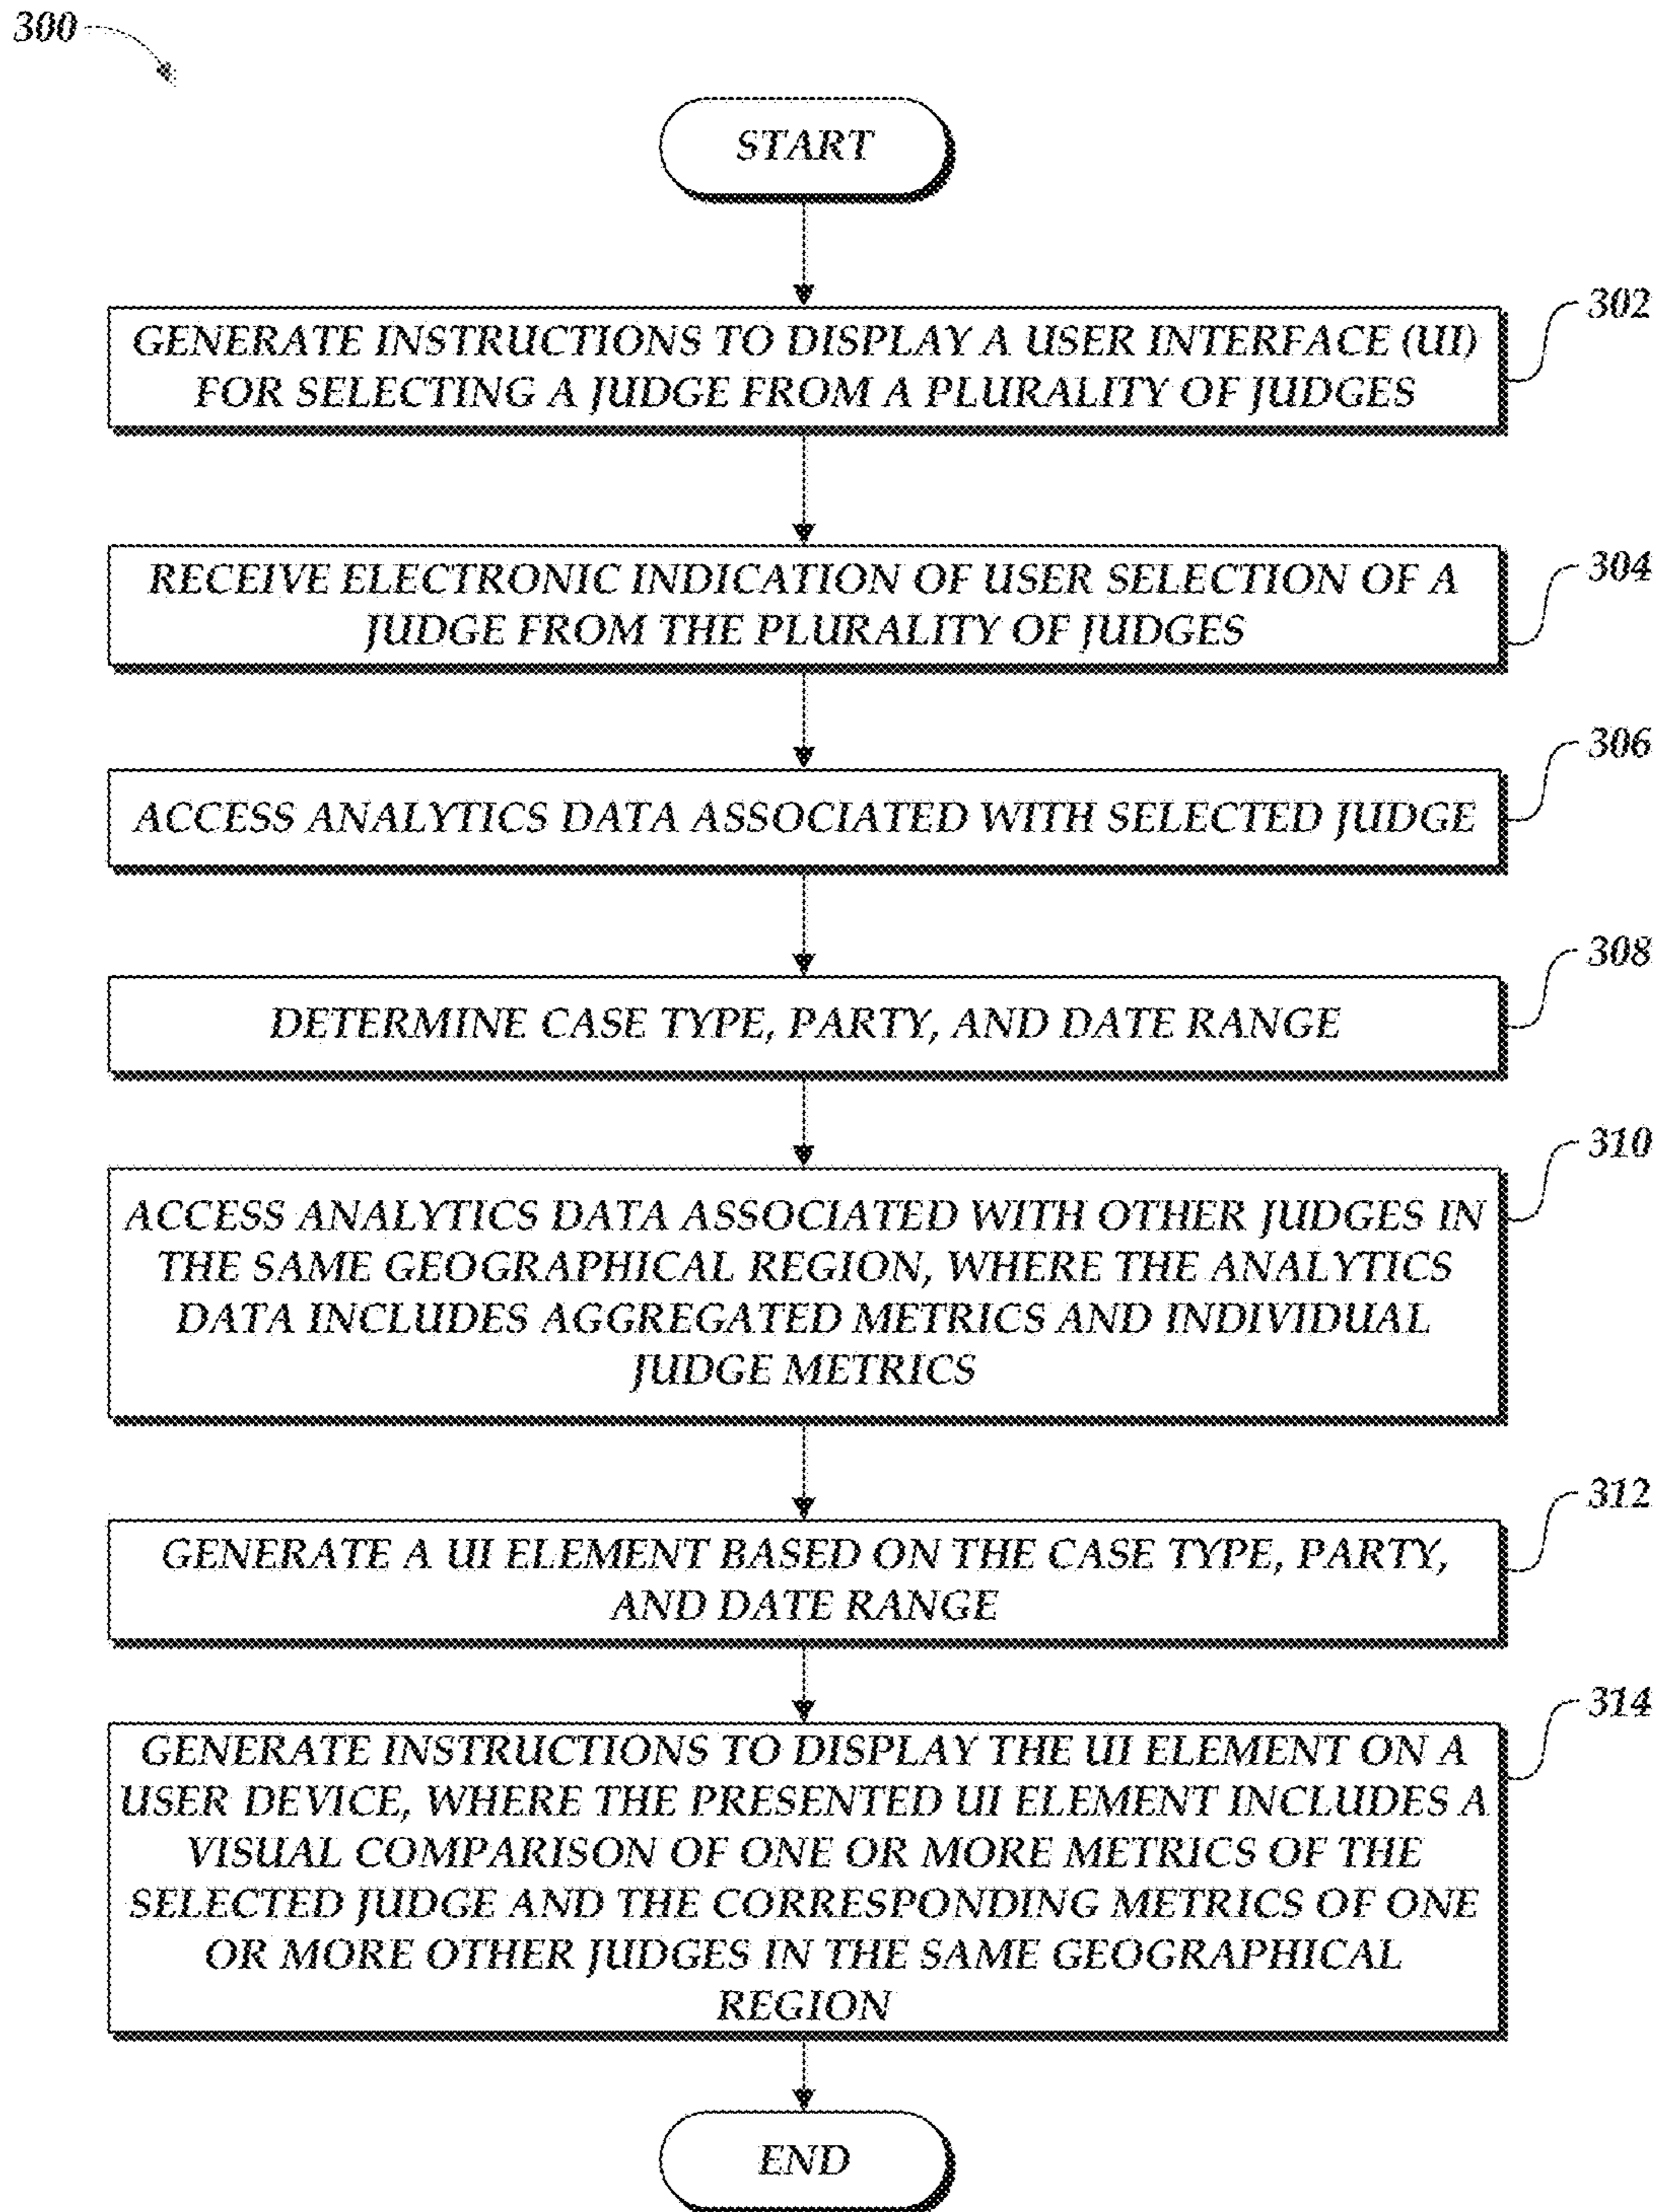 300
START
GENERATE INSTRUCTIONS TO DISPLAY A USER INTERFACE (UI)
FOR SELECTING A JUDGE FROM A PLURALITY OF JUDGES
302
RECEIVE ELECTRONIC INDICATION OF USER SELECTION OF A
JUDGE FROM THE PLURALITY OF JUDGES
304
ACCESS ANALYTICS DATA ASSOCIATED WITH SELECTED JUDGE
306
DETERMINE CASE TYPE, PARTY, AND DATE RANGE
308
ACCESS ANALYTICS DATA ASSOCIATED WITH OTHER JUDGES IN
THE SAME GEOGRAPHICAL REGION, WHERE THE ANALYTICS
DATA INCLUDES AGGREGATED METRICS AND INDIVIDUAL
JUDGE METRICS
310
GENERATE A UI ELEMENT BASED ON THE CASE TYPE, PARTY,
AND DATE RANGE
312
GENERATE INSTRUCTIONS TO DISPLAY THE UI ELEMENT ON A
USER DEVICE, WHERE THE PRESENTED UI ELEMENT INCLUDES A
VISUAL COMPARISON OF ONE OR MORE METRICS OF THE
SELECTED JUDGE AND THE CORRESPONDING METRICS OF ONE
OR MORE OTHER JUDGES IN THE SAME GEOGRAPHICAL
REGION
314
END